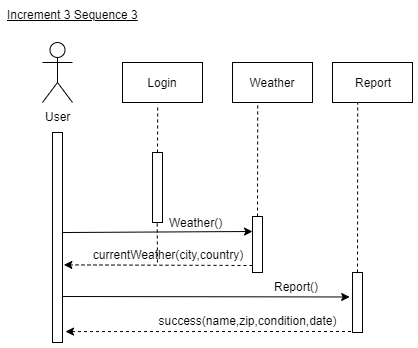 Increment 3 Sequence 3
Login
Weather
Report
User
Weather()
currentWeather(city,country)
Report()
success(name,zip,condition,date)